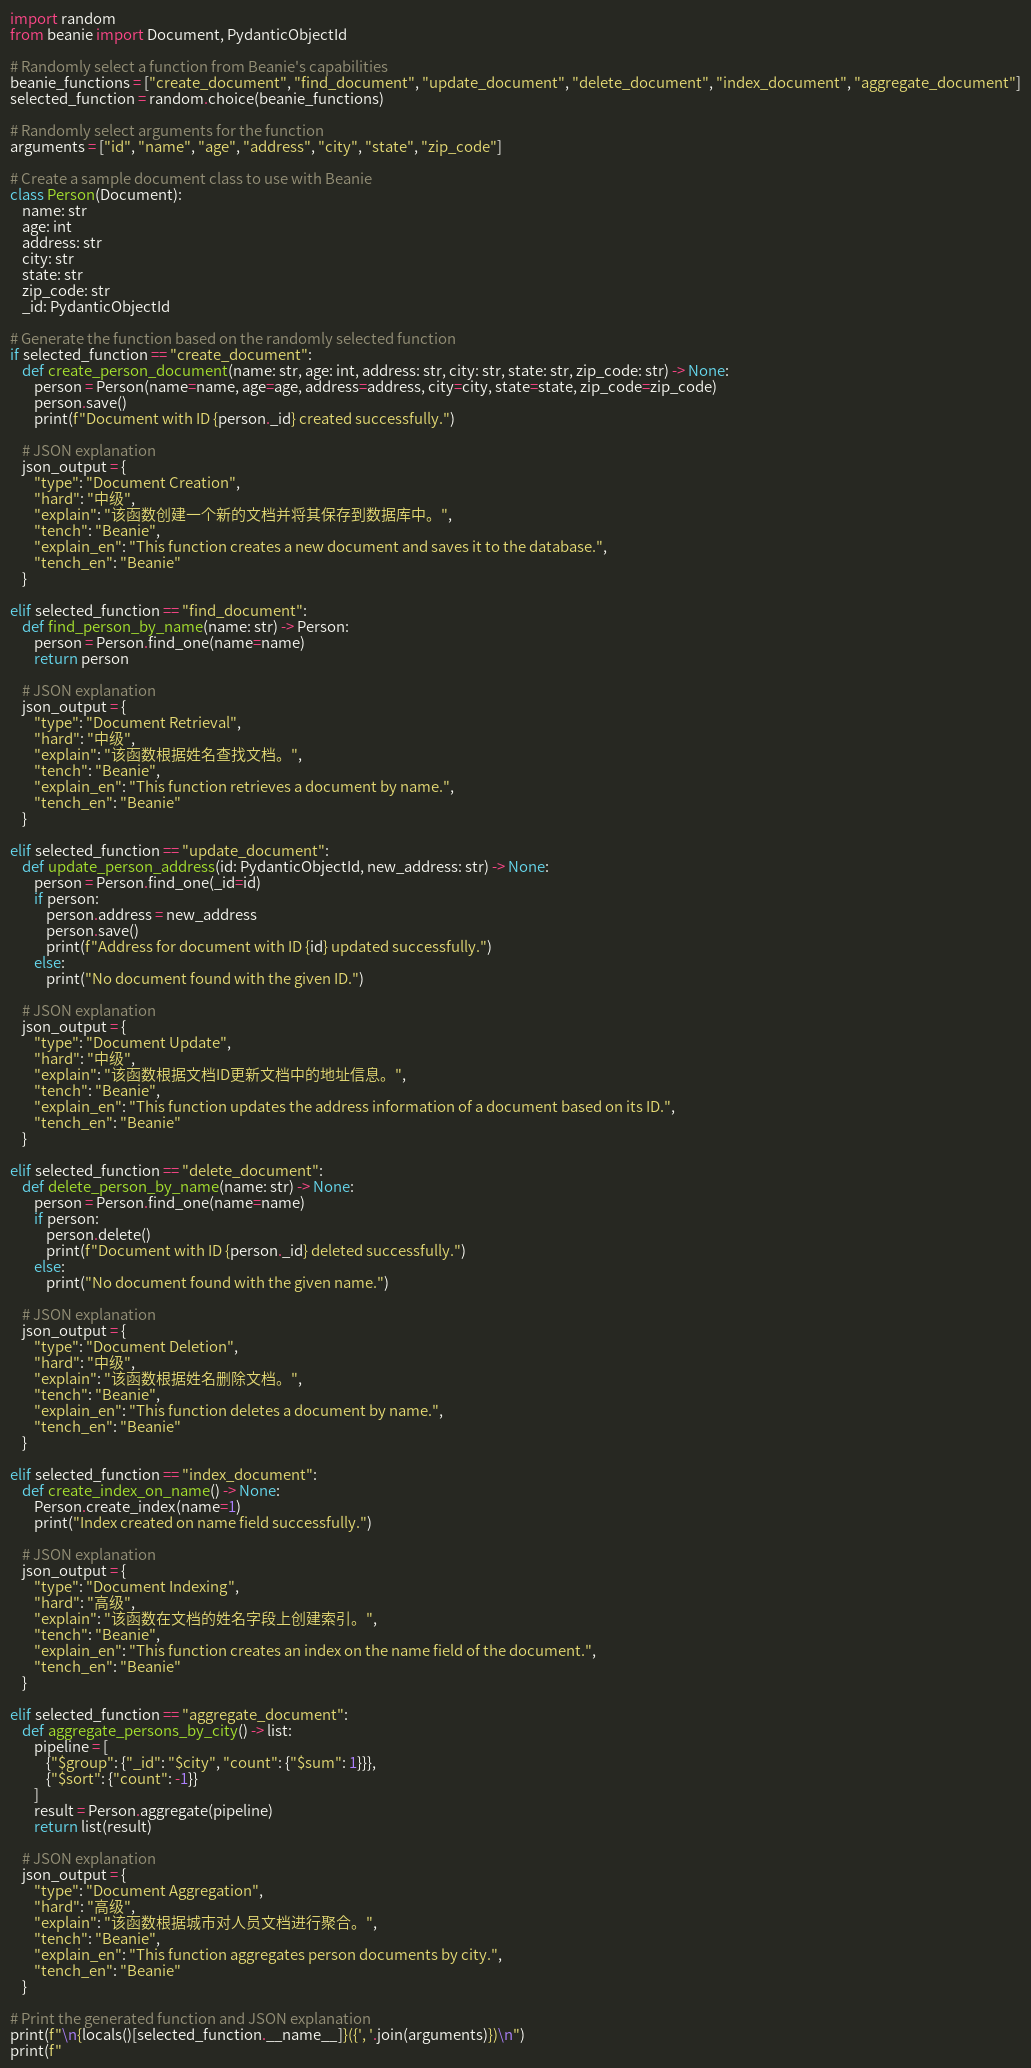 import random
from beanie import Document, PydanticObjectId

# Randomly select a function from Beanie's capabilities
beanie_functions = ["create_document", "find_document", "update_document", "delete_document", "index_document", "aggregate_document"]
selected_function = random.choice(beanie_functions)

# Randomly select arguments for the function
arguments = ["id", "name", "age", "address", "city", "state", "zip_code"]

# Create a sample document class to use with Beanie
class Person(Document):
    name: str
    age: int
    address: str
    city: str
    state: str
    zip_code: str
    _id: PydanticObjectId

# Generate the function based on the randomly selected function
if selected_function == "create_document":
    def create_person_document(name: str, age: int, address: str, city: str, state: str, zip_code: str) -> None:
        person = Person(name=name, age=age, address=address, city=city, state=state, zip_code=zip_code)
        person.save()
        print(f"Document with ID {person._id} created successfully.")

    # JSON explanation
    json_output = {
        "type": "Document Creation",
        "hard": "中级",
        "explain": "该函数创建一个新的文档并将其保存到数据库中。",
        "tench": "Beanie",
        "explain_en": "This function creates a new document and saves it to the database.",
        "tench_en": "Beanie"
    }

elif selected_function == "find_document":
    def find_person_by_name(name: str) -> Person:
        person = Person.find_one(name=name)
        return person

    # JSON explanation
    json_output = {
        "type": "Document Retrieval",
        "hard": "中级",
        "explain": "该函数根据姓名查找文档。",
        "tench": "Beanie",
        "explain_en": "This function retrieves a document by name.",
        "tench_en": "Beanie"
    }

elif selected_function == "update_document":
    def update_person_address(id: PydanticObjectId, new_address: str) -> None:
        person = Person.find_one(_id=id)
        if person:
            person.address = new_address
            person.save()
            print(f"Address for document with ID {id} updated successfully.")
        else:
            print("No document found with the given ID.")

    # JSON explanation
    json_output = {
        "type": "Document Update",
        "hard": "中级",
        "explain": "该函数根据文档ID更新文档中的地址信息。",
        "tench": "Beanie",
        "explain_en": "This function updates the address information of a document based on its ID.",
        "tench_en": "Beanie"
    }

elif selected_function == "delete_document":
    def delete_person_by_name(name: str) -> None:
        person = Person.find_one(name=name)
        if person:
            person.delete()
            print(f"Document with ID {person._id} deleted successfully.")
        else:
            print("No document found with the given name.")

    # JSON explanation
    json_output = {
        "type": "Document Deletion",
        "hard": "中级",
        "explain": "该函数根据姓名删除文档。",
        "tench": "Beanie",
        "explain_en": "This function deletes a document by name.",
        "tench_en": "Beanie"
    }

elif selected_function == "index_document":
    def create_index_on_name() -> None:
        Person.create_index(name=1)
        print("Index created on name field successfully.")

    # JSON explanation
    json_output = {
        "type": "Document Indexing",
        "hard": "高级",
        "explain": "该函数在文档的姓名字段上创建索引。",
        "tench": "Beanie",
        "explain_en": "This function creates an index on the name field of the document.",
        "tench_en": "Beanie"
    }

elif selected_function == "aggregate_document":
    def aggregate_persons_by_city() -> list:
        pipeline = [
            {"$group": {"_id": "$city", "count": {"$sum": 1}}},
            {"$sort": {"count": -1}}
        ]
        result = Person.aggregate(pipeline)
        return list(result)

    # JSON explanation
    json_output = {
        "type": "Document Aggregation",
        "hard": "高级",
        "explain": "该函数根据城市对人员文档进行聚合。",
        "tench": "Beanie",
        "explain_en": "This function aggregates person documents by city.",
        "tench_en": "Beanie"
    }

# Print the generated function and JSON explanation
print(f"\n{locals()[selected_function.__name__]}({', '.join(arguments)})\n")
print(f"